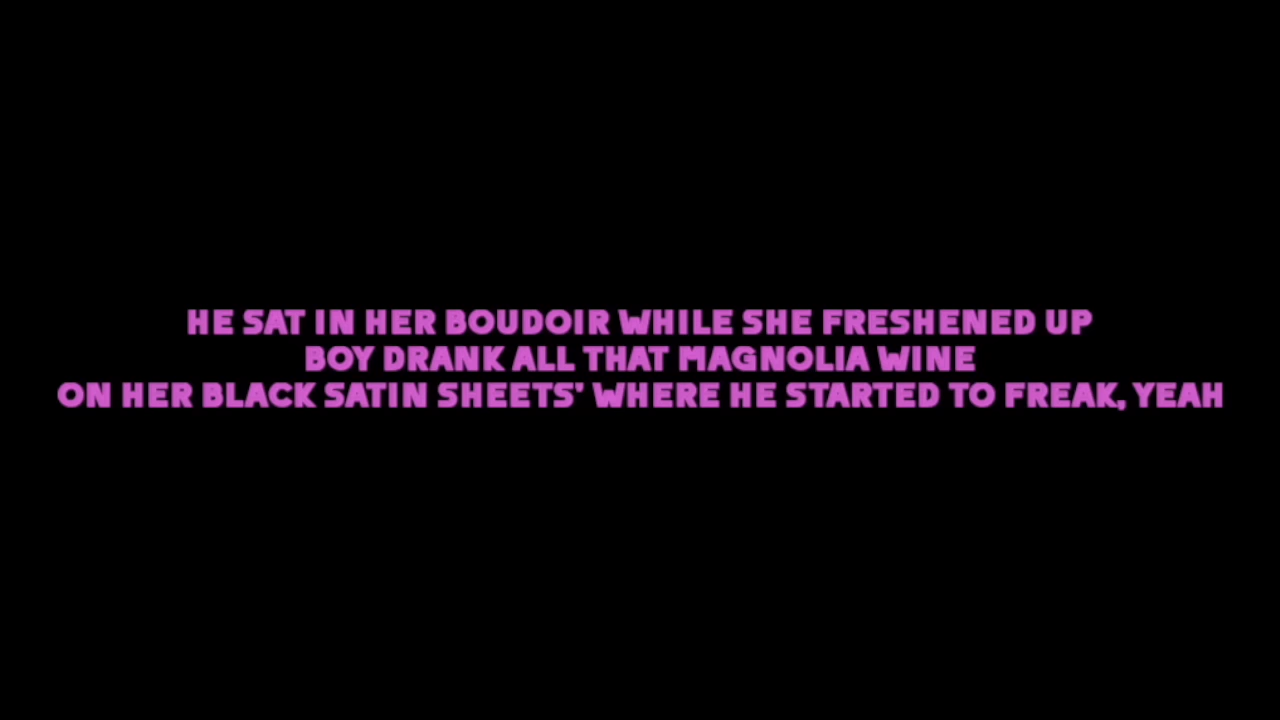 HE SAT IN HER BOUDOIR WHILE SHE FRESHENED UP
BOY DRANK ALL THAT MAGNOLIA WINE
ON HER BLACK SATIN SHEETS' WHERE HE STARTED TO FREAK, YEAH